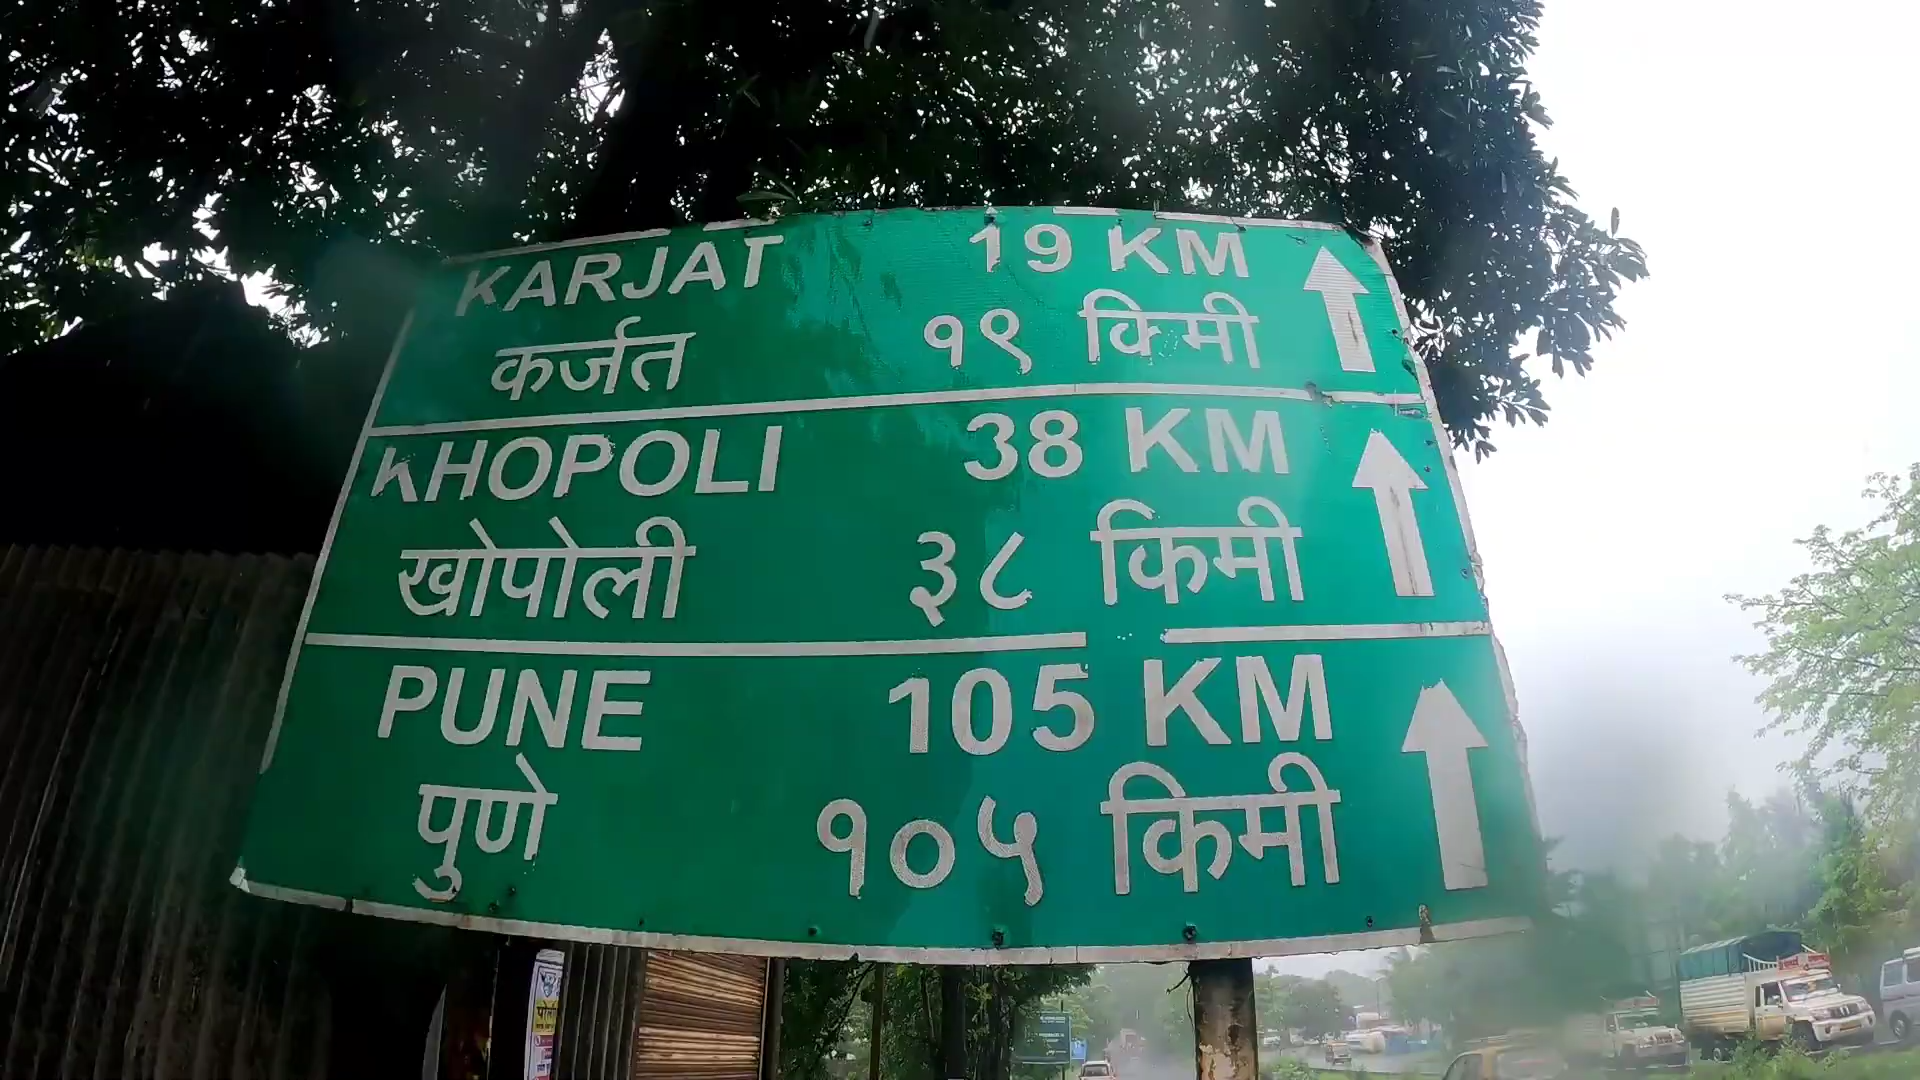 KARJAT 19 KM
कर्जत १९ किमी
KHOPOLI 38 KM
खोपोली ३८ किमी
PUNE 105 KM
पुणे १०५ किमी